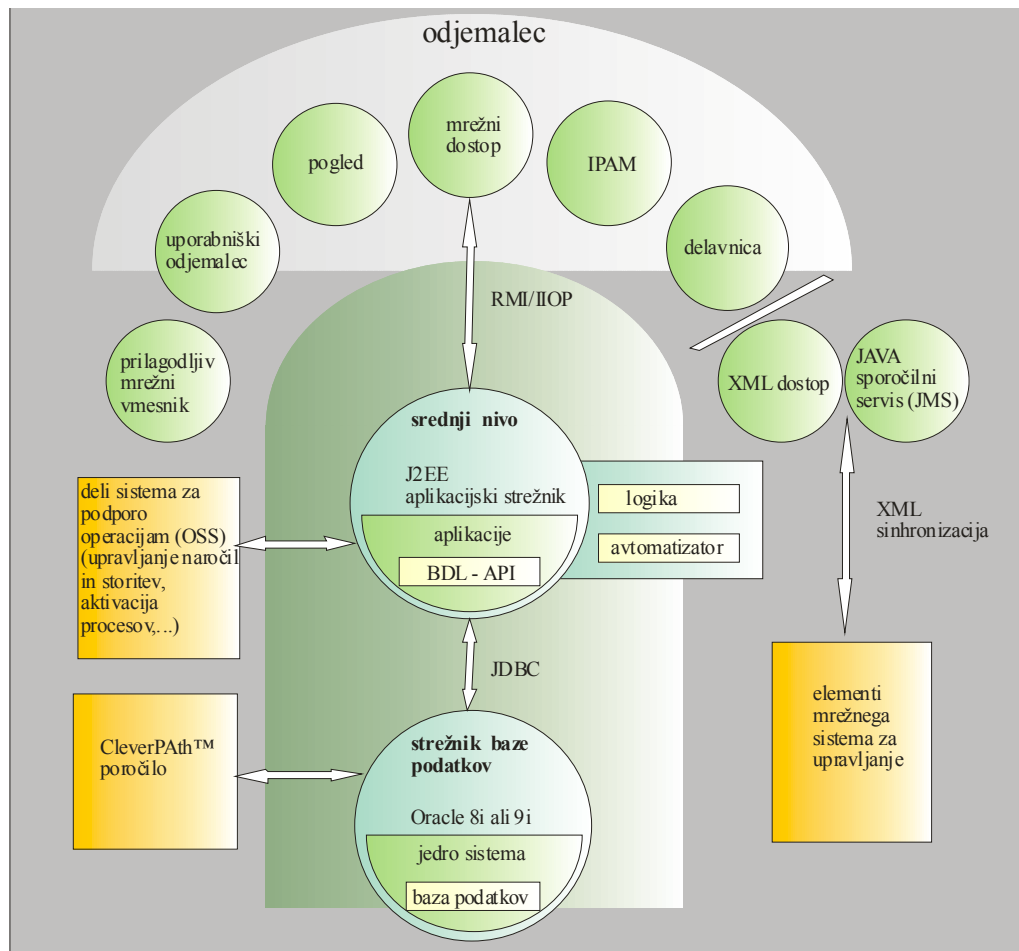 odjemalec
mrežni
dostop
pogled
IPAM
uporabniški
odjemalec
delavnica
RMI/IIOP
prilagodljiv
mrežni
vmesnik
XML dostop
JAVA
sporočilni
servis (JMS)
srednji nivo
J2EE
aplikacijski strežnik
aplikacije
BDL - API
logika
avtomatizator
deli sistema za
podporo
operacijam (OSS)
(upravljanje naročil
in storitev,
aktivacija
procesov,...)
XML
sinhronizacija
JDBC
CleverPAth™
poročilo
strežnik baze
podatkov
Oracle 8i ali 9i
jedro sistema
baza podatkov
elementi
mrežnega
sistema za
upravljanje